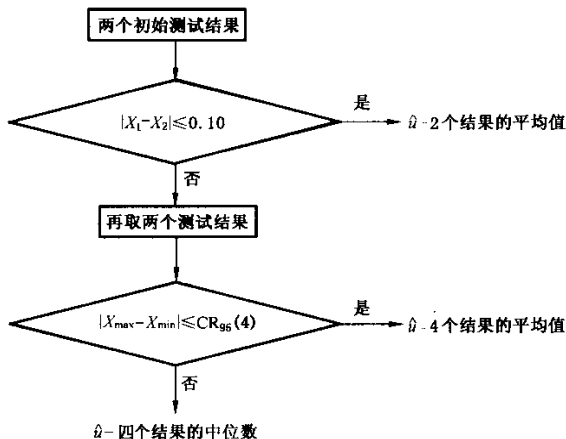 两个初始测试结果
|X₁-X₂|≤0.10
是
û-2个结果的平均值
否
再取两个测试结果
|Xmax-Xmin|≤CR95(4)
是
û-4个结果的平均值
否
û-四个结果的中位数